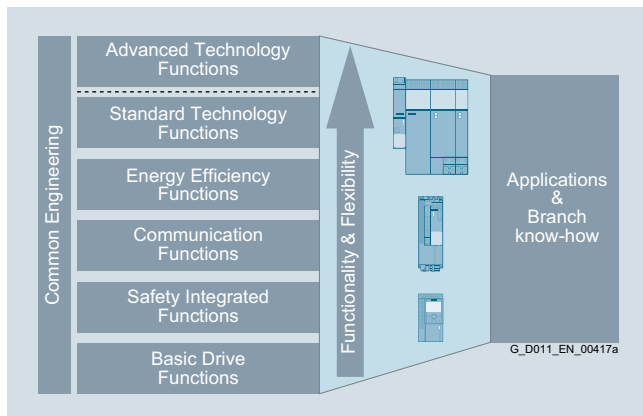 Common Engineering
Advanced Technology
Functions
Standard Technology
Functions
Energy Efficiency
Functions
Communication
Functions
Safety Integrated
Functions
Basic Drive
Functions
Functionality & Flexibility
Applications
&
Branch
know-how
G_D011_EN_00417a